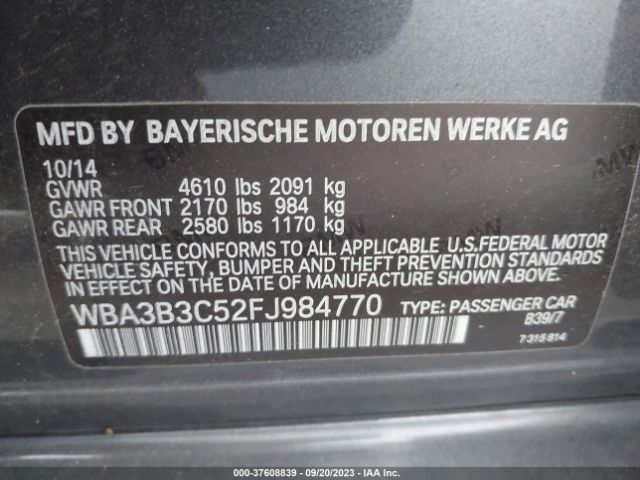 MFD BY BAYERISCHE MOTOREN WERKE AG
10/14
GVWR 4610 lbs 2091 kg
GAWR FRONT 2170 lbs 984 kg
GAWR REAR 2580 lbs 1170 kg
THIS VEHICLE CONFORMS TO ALL APPLICABLE U.S.FEDERAL MOTOR
VEHICLE SAFETY, BUMPER AND THEFT PREVENTION STANDARDS
IN EFFECT ON THE DATE OF MANUFACTURE SHOWN ABOVE.
WBA3B3C52FJ984770 TYPE: PASSENGER CAR
B39/7
7 315 814
000-37608839 - 09/20/2023 - IAA Inc.